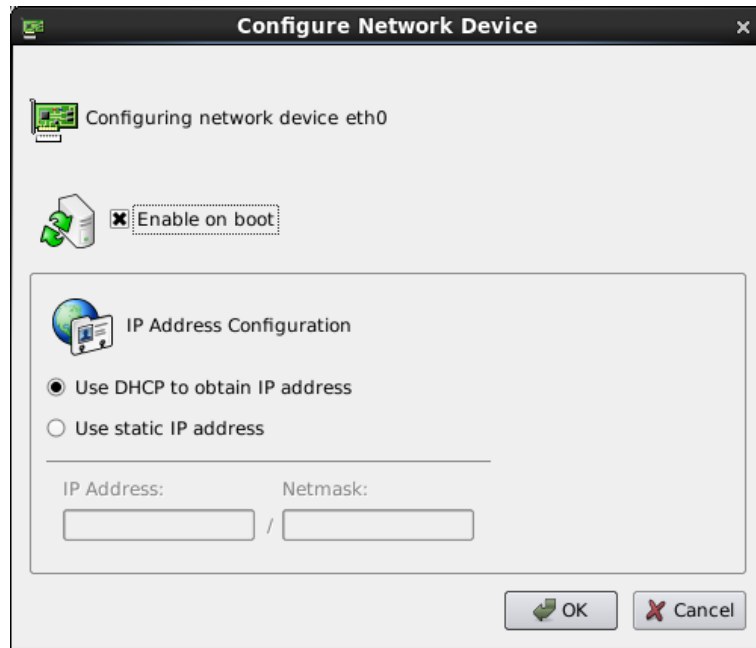 Configure Network Device
Configuring network device eth0
Enable on boot
IP Address Configuration
Use DHCP to obtain IP address
Use static IP address
IP Address: Netmask:
/
OK Cancel